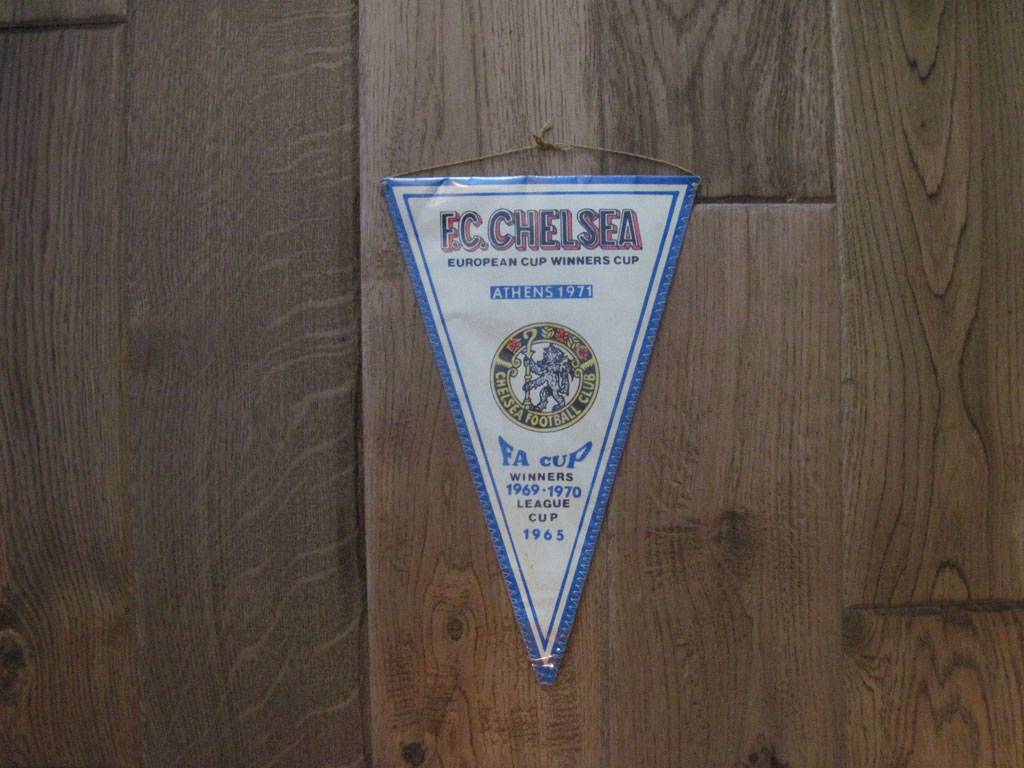 F.C. CHELSEA
EUROPEAN CUP WINNERS CUP
ATHENS 1971
CHELSEA FOOTBALL CLUB
FA CUP
WINNERS
1969-1970
LEAGUE
CUP
1965